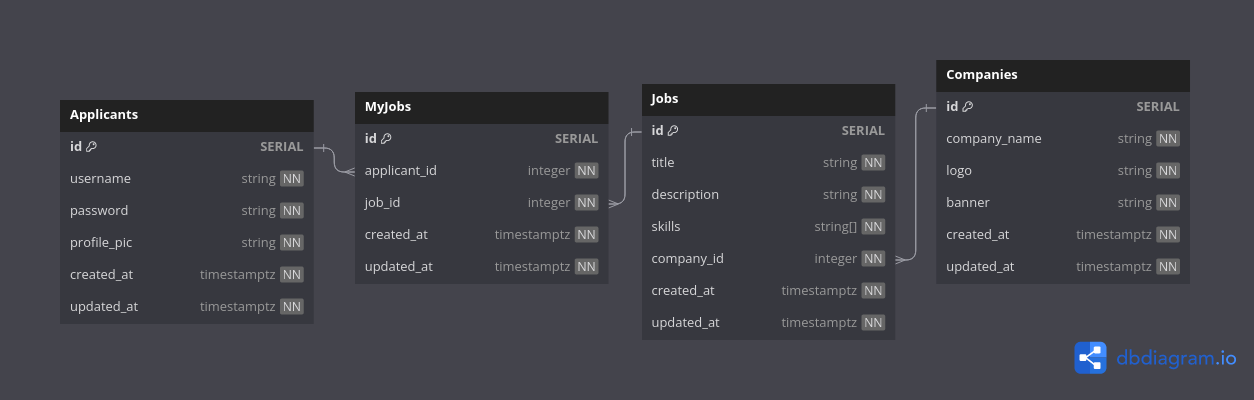 Applicants
id SERIAL
username string NN
password string NN
profile_pic string NN
created_at timestamptz NN
updated_at timestamptz NN
MyJobs
id SERIAL
applicant_id integer NN
job_id integer NN
created_at timestamptz NN
updated_at timestamptz NN
Jobs
id SERIAL
title string NN
description string NN
skills string[] NN
company_id integer NN
created_at timestamptz NN
updated_at timestamptz NN
Companies
id SERIAL
company_name string NN
logo string NN
banner string NN
created_at timestamptz NN
updated_at timestamptz NN
dbdiagram.io